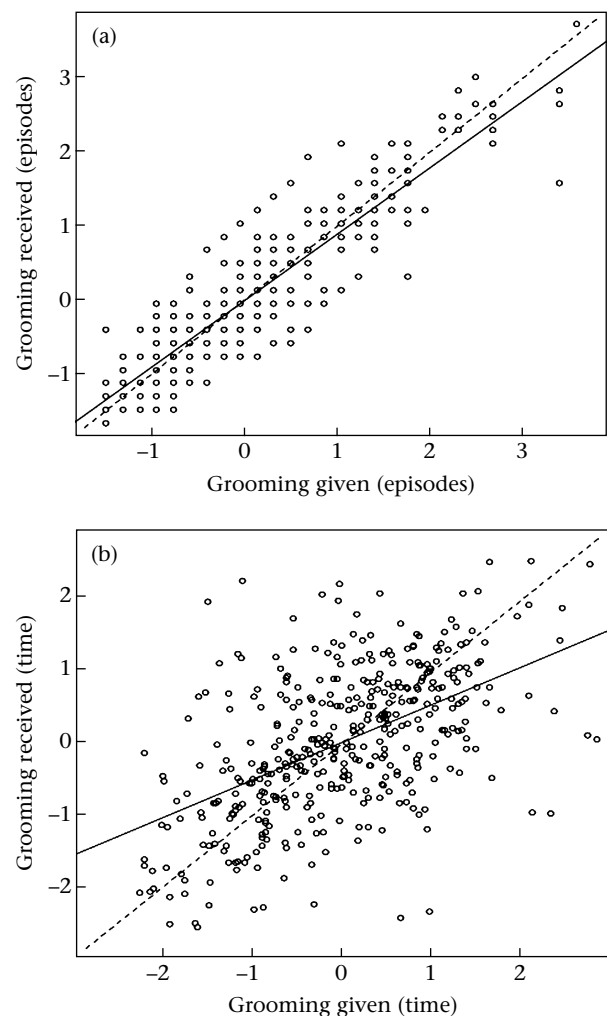 (a)
Grooming received (episodes)
3
2
1
0
–1
–1 0 1 2 3
Grooming given (episodes)
(b)
Grooming received (time)
2
1
0
–1
–2
–2 –1 0 1 2
Grooming given (time)